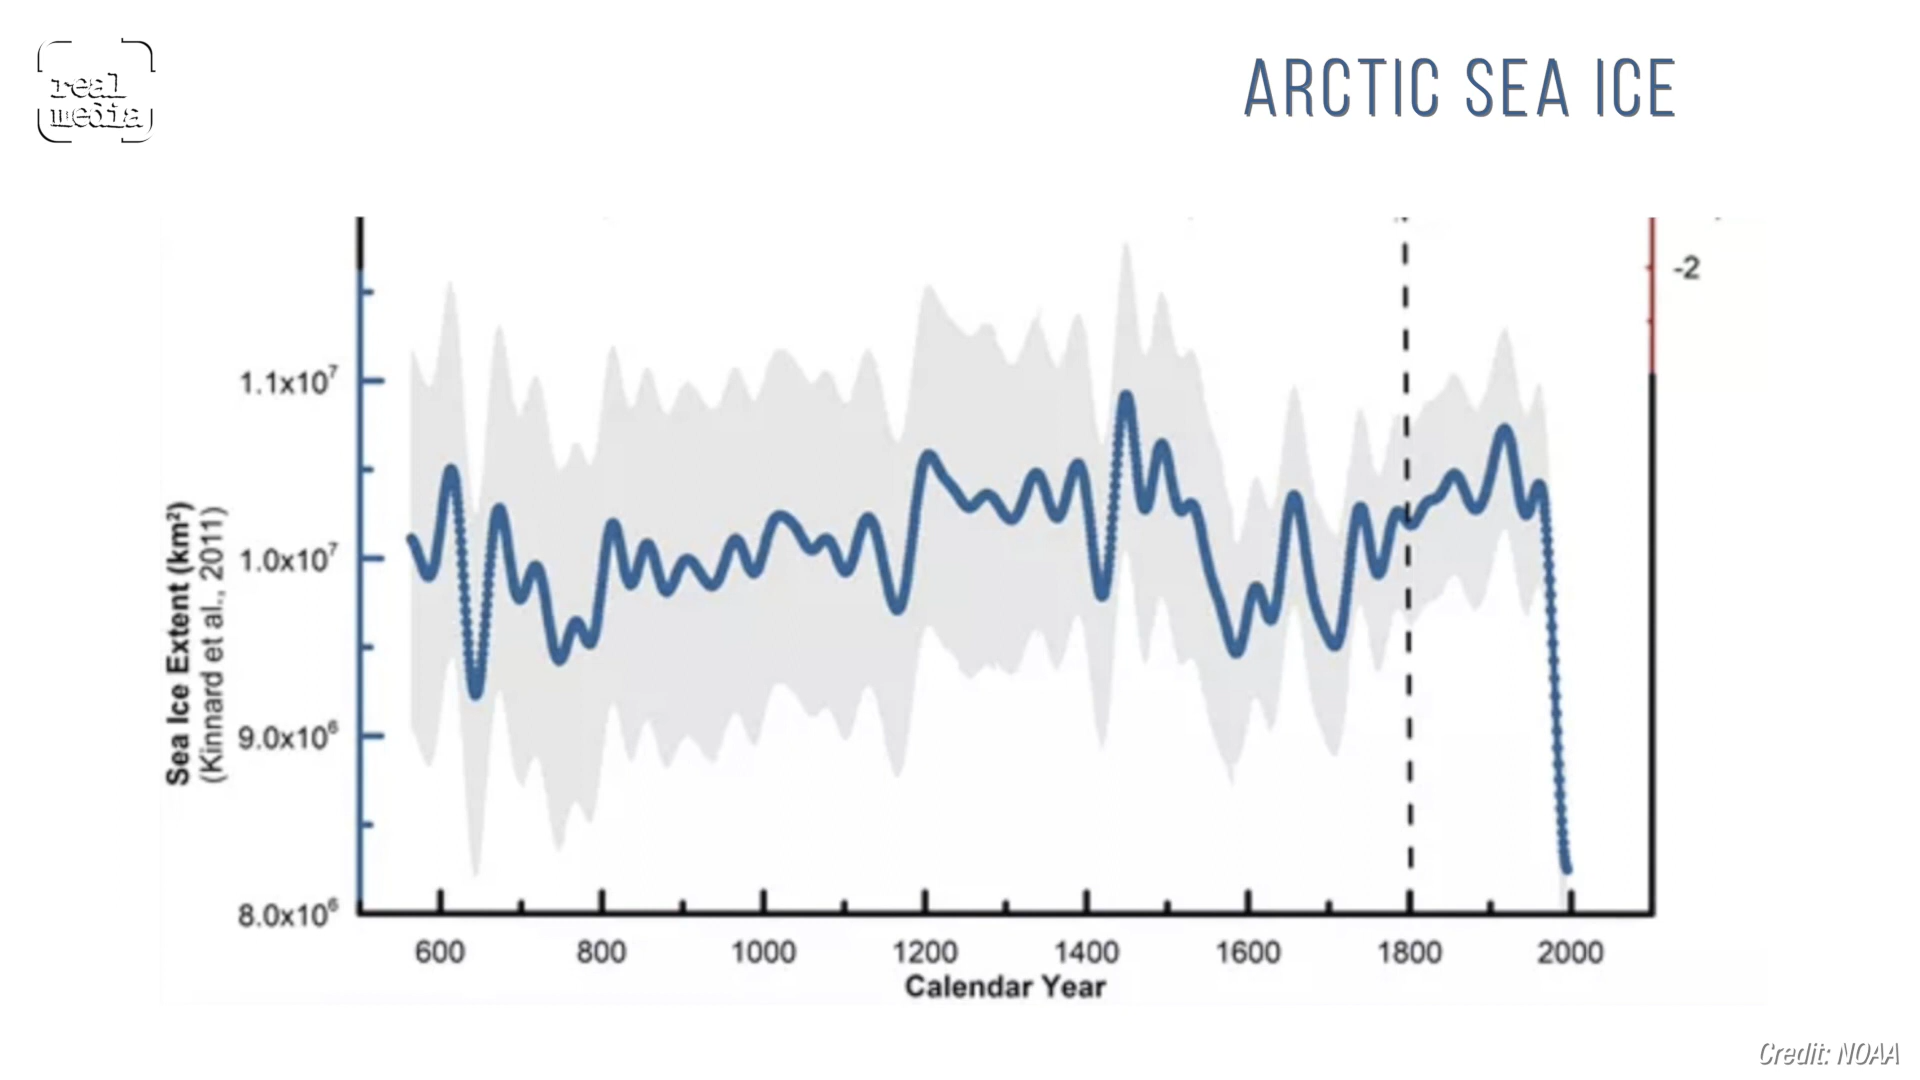 real
media
ARCTIC SEA ICE
-2
1.1x10⁷
1.0x10⁷
9.0x10⁶
8.0x10⁶
Sea Ice Extent (km²)
(Kinnard et al., 2011)
600 800 1000 1200 1400 1600 1800 2000
Calendar Year
Credit: NOAA